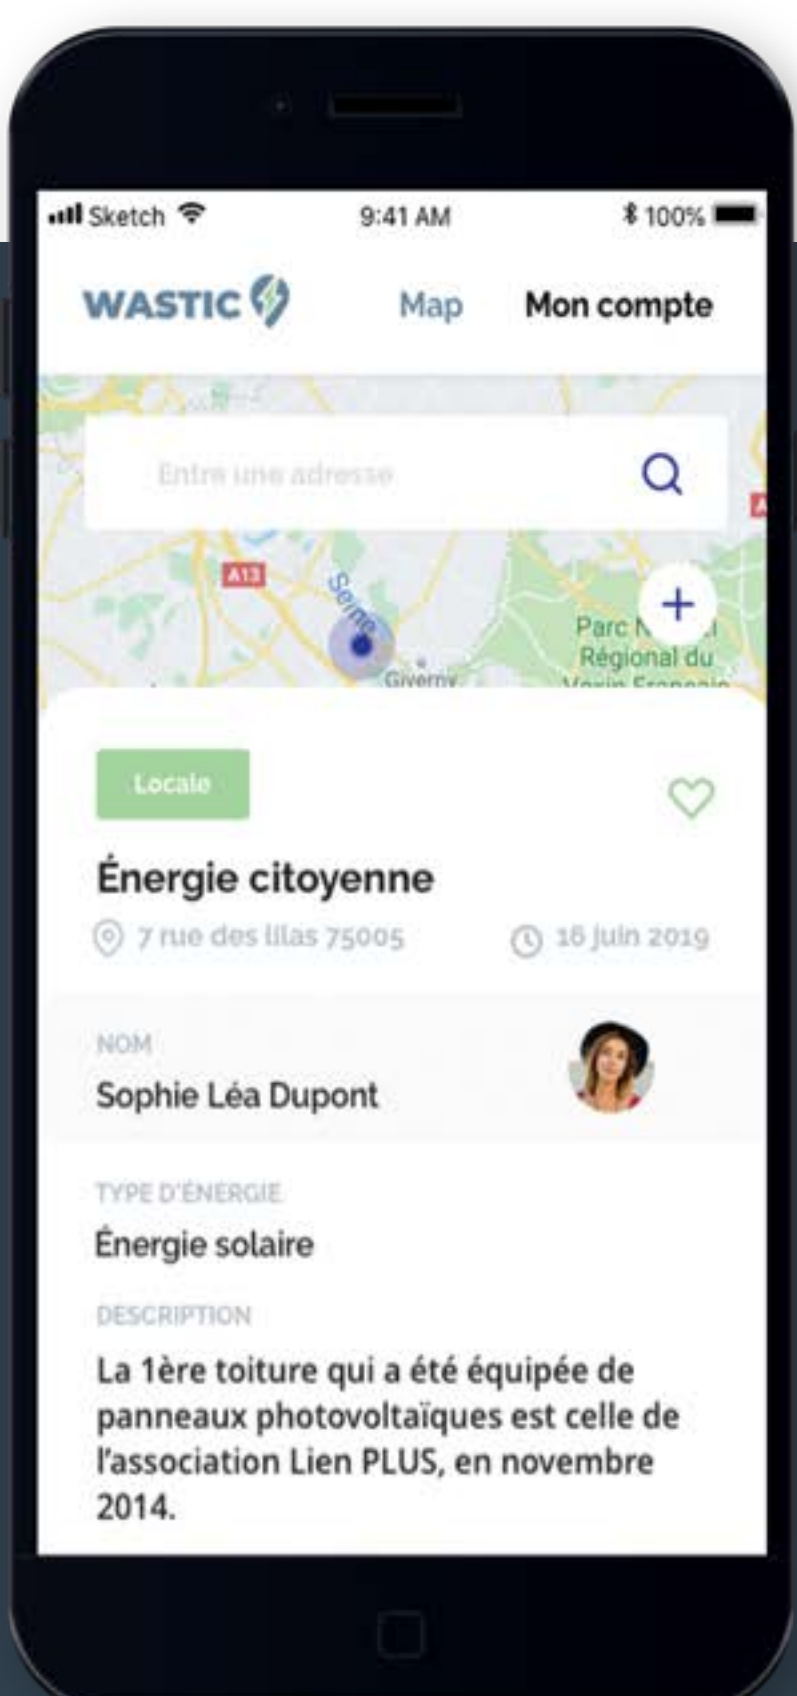 Sketch 9:41 AM 100%
WASTIC Map Mon compte
Entre une adresse
A13
Seine
Parc
Régional du
Giverny
Vexin Français
Locale
Énergie citoyenne
7 rue des lilas 75005 16 juin 2019
NOM
Sophie Léa Dupont
TYPE D'ÉNERGIE
Énergie solaire
DESCRIPTION
La 1ère toiture qui a été équipée de
panneaux photovoltaïques est celle de
l'association Lien PLUS, en novembre
2014.